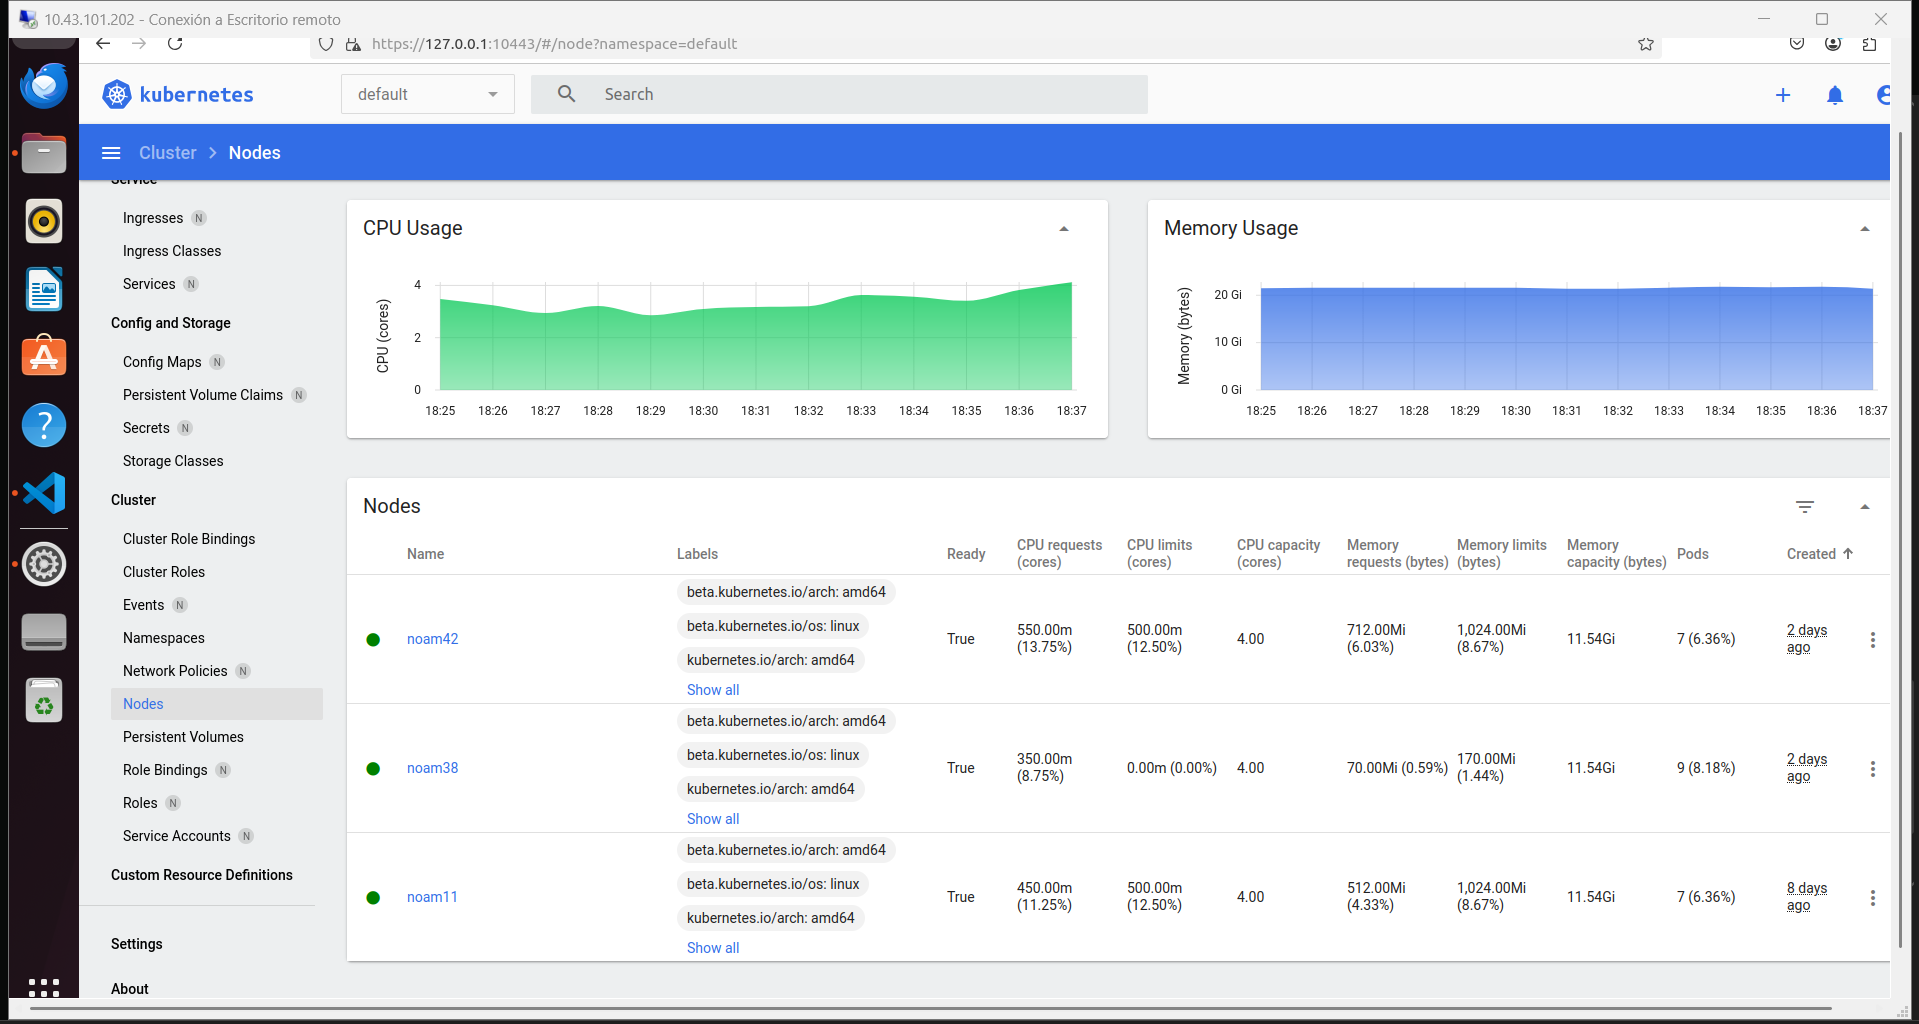 10.43.101.202 - Conexión a Escritorio remoto
https://127.0.0.1:10443/#/node?namespace=default
kubernetes
default
Search
Cluster > Nodes
Service
Ingresses N
Ingress Classes
Services N
Config and Storage
Config Maps N
Persistent Volume Claims N
Secrets N
Storage Classes
Cluster
Cluster Role Bindings
Cluster Roles
Events N
Namespaces
Network Policies N
Nodes
Persistent Volumes
Role Bindings N
Roles N
Service Accounts N
Custom Resource Definitions
Settings
About
CPU Usage
CPU (cores)
4
2
0
18:25 18:26 18:27 18:28 18:29 18:30 18:31 18:32 18:33 18:34 18:35 18:36 18:37
Memory Usage
Memory (bytes)
20 Gi
10 Gi
0 Gi
18:25 18:26 18:27 18:28 18:29 18:30 18:31 18:32 18:33 18:34 18:35 18:36 18:37
Nodes
Name
Labels
Ready
CPU requests
(cores)
CPU limits
(cores)
CPU capacity
(cores)
Memory
requests (bytes)
Memory limits
(bytes)
Memory
capacity (bytes)
Pods
Created
noam42
beta.kubernetes.io/arch: amd64
beta.kubernetes.io/os: linux
kubernetes.io/arch: amd64
Show all
True
550.00m
(13.75%)
500.00m
(12.50%)
4.00
712.00Mi
(6.03%)
1,024.00Mi
(8.67%)
11.54Gi
7 (6.36%)
2 days
ago
noam38
beta.kubernetes.io/arch: amd64
beta.kubernetes.io/os: linux
kubernetes.io/arch: amd64
Show all
True
350.00m
(8.75%)
0.00m (0.00%)
4.00
70.00Mi (0.59%)
170.00Mi
(1.44%)
11.54Gi
9 (8.18%)
2 days
ago
noam11
beta.kubernetes.io/arch: amd64
beta.kubernetes.io/os: linux
kubernetes.io/arch: amd64
Show all
True
450.00m
(11.25%)
500.00m
(12.50%)
4.00
512.00Mi
(4.33%)
1,024.00Mi
(8.67%)
11.54Gi
7 (6.36%)
8 days
ago